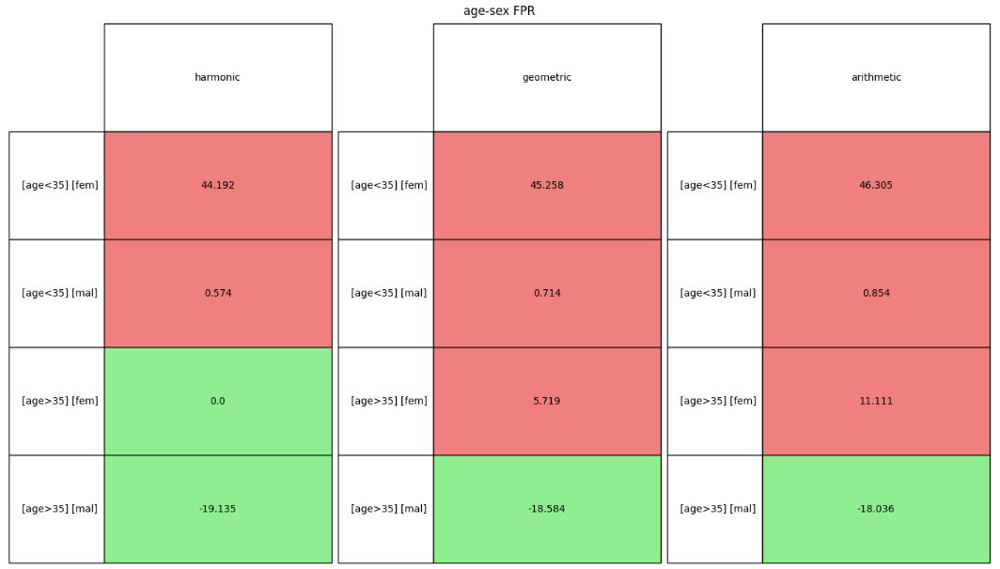 age-sex FPR
harmonic geometric arithmetic
[age<35] [fem] 44.192 [age<35] [fem] 45.258 [age<35] [fem] 46.305
[age<35] [mal] 0.574 [age<35] [mal] 0.714 [age<35] [mal] 0.854
[age>35] [fem] 0.0 [age>35] [fem] 5.719 [age>35] [fem] 11.111
[age>35] [mal] -19.135 [age>35] [mal] -18.584 [age>35] [mal] -18.036